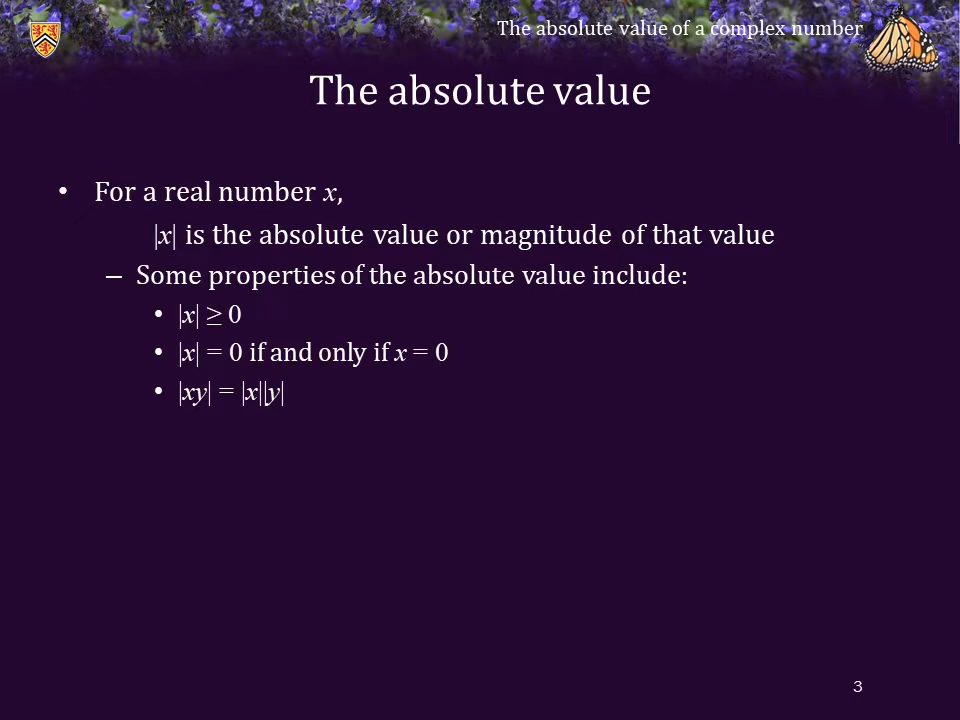 The absolute value of a complex number
The absolute value
• For a real number x,
|x| is the absolute value or magnitude of that value
– Some properties of the absolute value include:
• |x| ≥ 0
• |x| = 0 if and only if x = 0
• |xy| = |x||y|
3